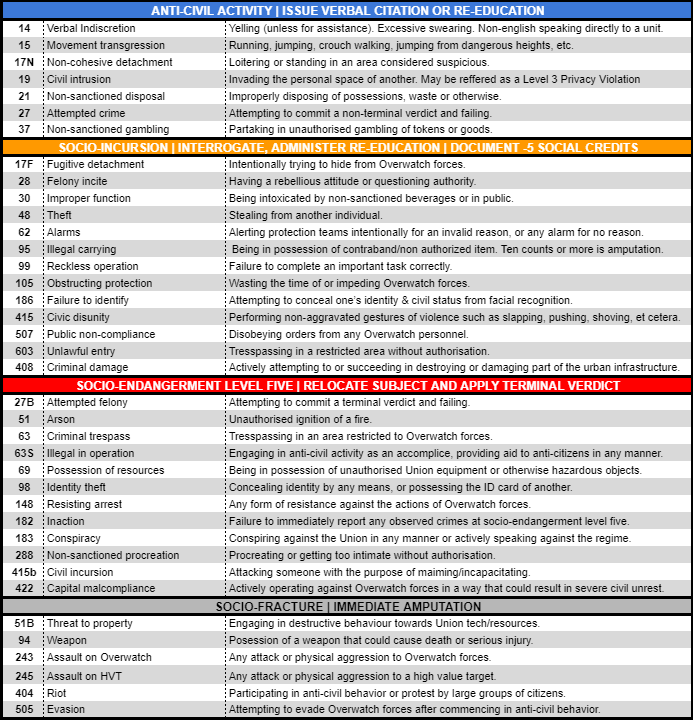 ANTI-CIVIL ACTIVITY | ISSUE VERBAL CITATION OR RE-EDUCATION
14 Verbal Indiscretion Yelling (unless for assistance). Excessive swearing. Non-english speaking directly to a unit.
15 Movement transgression Running, jumping, crouch walking, jumping from dangerous heights, etc.
17N Non-cohesive detachment Loitering or standing in an area considered suspicious.
19 Civil intrusion Invading the personal space of another. May be reffered as a Level 3 Privacy Violation
21 Non-sanctioned disposal Improperly disposing of possessions, waste or otherwise.
27 Attempted crime Attempting to commit a non-terminal verdict and failing.
37 Non-sanctioned gambling Partaking in unauthorised gambling of tokens or goods.
SOCIO-INCURSION | INTERROGATE, ADMINISTER RE-EDUCATION | DOCUMENT -5 SOCIAL CREDITS
17F Fugitive detachment Intentionally trying to hide from Overwatch forces.
28 Felony incite Having a rebellious attitude or questioning authority.
30 Improper function Being intoxicated by non-sanctioned beverages or in public.
48 Theft Stealing from another individual.
62 Alarms Alerting protection teams intentionally for an invalid reason, or any alarm for no reason.
95 Illegal carrying Being in possession of contraband/non authorized item. Ten counts or more is amputation.
99 Reckless operation Failure to complete an important task correctly.
105 Obstructing protection Wasting the time of or impeding Overwatch forces.
186 Failure to identify Attempting to conceal one's identity & civil status from facial recognition.
415 Civic disunity Performing non-aggravated gestures of violence such as slapping, pushing, shoving, et cetera.
507 Public non-compliance Disobeying orders from any Overwatch personnel.
603 Unlawful entry Tresspassing in a restricted area without authorisation.
408 Criminal damage Actively attempting to or succeeding in destroying or damaging part of the urban infrastructure.
SOCIO-ENDANGERMENT LEVEL FIVE | RELOCATE SUBJECT AND APPLY TERMINAL VERDICT
27B Attempted felony Attempting to commit a terminal verdict and failing.
51 Arson Unauthorised ignition of a fire.
63 Criminal trespass Tresspassing in an area restricted to Overwatch forces.
63S Illegal in operation Engaging in anti-civil activity as an accomplice, providing aid to anti-citizens in any manner.
69 Possession of resources Being in possession of unauthorised Union equipment or otherwise hazardous objects.
98 Identity theft Concealing identity by any means, or possessing the ID card of another.
148 Resisting arrest Any form of resistance against the actions of Overwatch forces.
182 Inaction Failure to immediately report any observed crimes at socio-endangerment level five.
183 Conspiracy Conspiring against the Union in any manner or actively speaking against the regime.
288 Non-sanctioned procreation Procreating or getting too intimate without authorisation.
415b Civil incursion Attacking someone with the purpose of maiming/incapacitating.
422 Capital malcompliance Actively operating against Overwatch forces in a way that could result in severe civil unrest.
SOCIO-FRACTURE | IMMEDIATE AMPUTATION
51B Threat to property Engaging in destructive behaviour towards Union tech/resources.
94 Weapon Posession of a weapon that could cause death or serious injury.
243 Assault on Overwatch Any attack or physical aggression to Overwatch forces.
245 Assault on HVT Any attack or physical aggression to a high value target.
404 Riot Participating in anti-civil behavior or protest by large groups of citizens.
505 Evasion Attempting to evade Overwatch forces after commencing in anti-civil behavior.